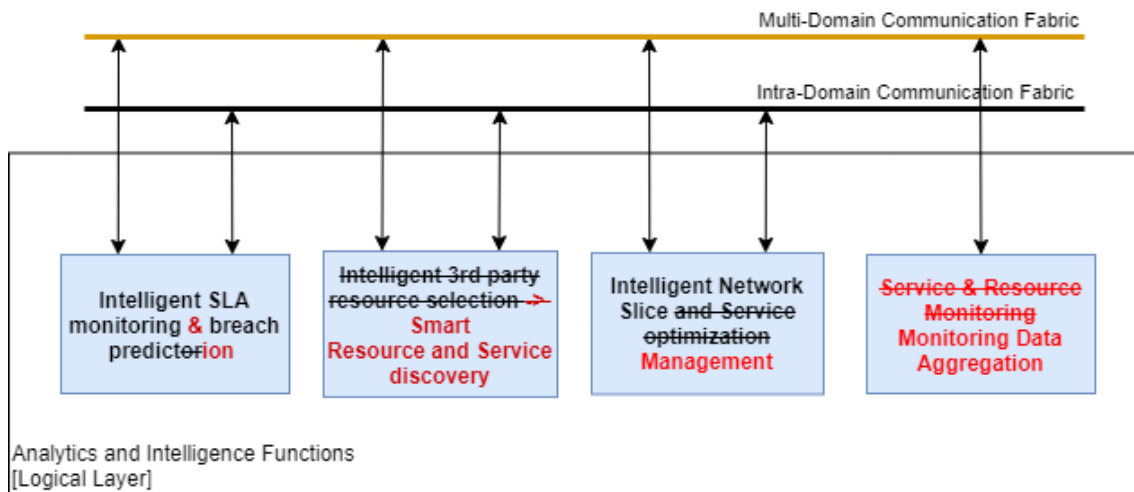 Multi-Domain Communication Fabric
Intra-Domain Communication Fabric
Intelligent SLA
monitoring & breach
predictorion
Intelligent 3rd party
resource selection ->
Smart
Resource and Service
discovery
Intelligent Network
Slice and Service
optimization
Management
Service & Resource
Monitoring
Monitoring Data
Aggregation
Analytics and Intelligence Functions
[Logical Layer]